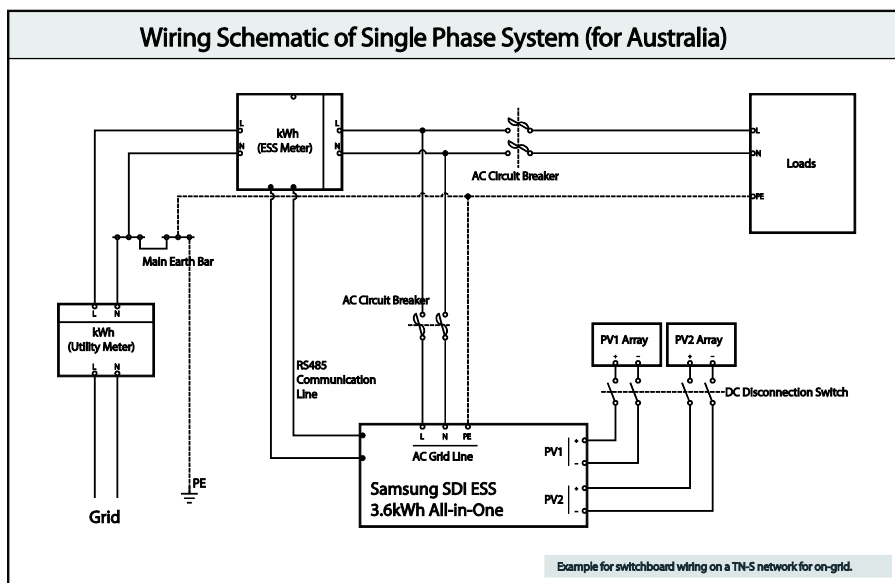 Wiring Schematic of Single Phase System (for Australia)
L
N
kWh
(ESS Meter)
L
N
L
N
PE
Loads
AC Circuit Breaker
Main Earth Bar
L N
kWh
(Utility Meter)
L N
AC Circuit Breaker
RS485
Communication
Line
PV1 Array
+ -
PV2 Array
+ -
DC Disconnection Switch
L N PE
AC Grid Line
PV1
+
-
PV2
+
-
Samsung SDI ESS
3.6kWh All-in-One
PE
Grid
Example for switchboard wiring on a TN-S network for on-grid.